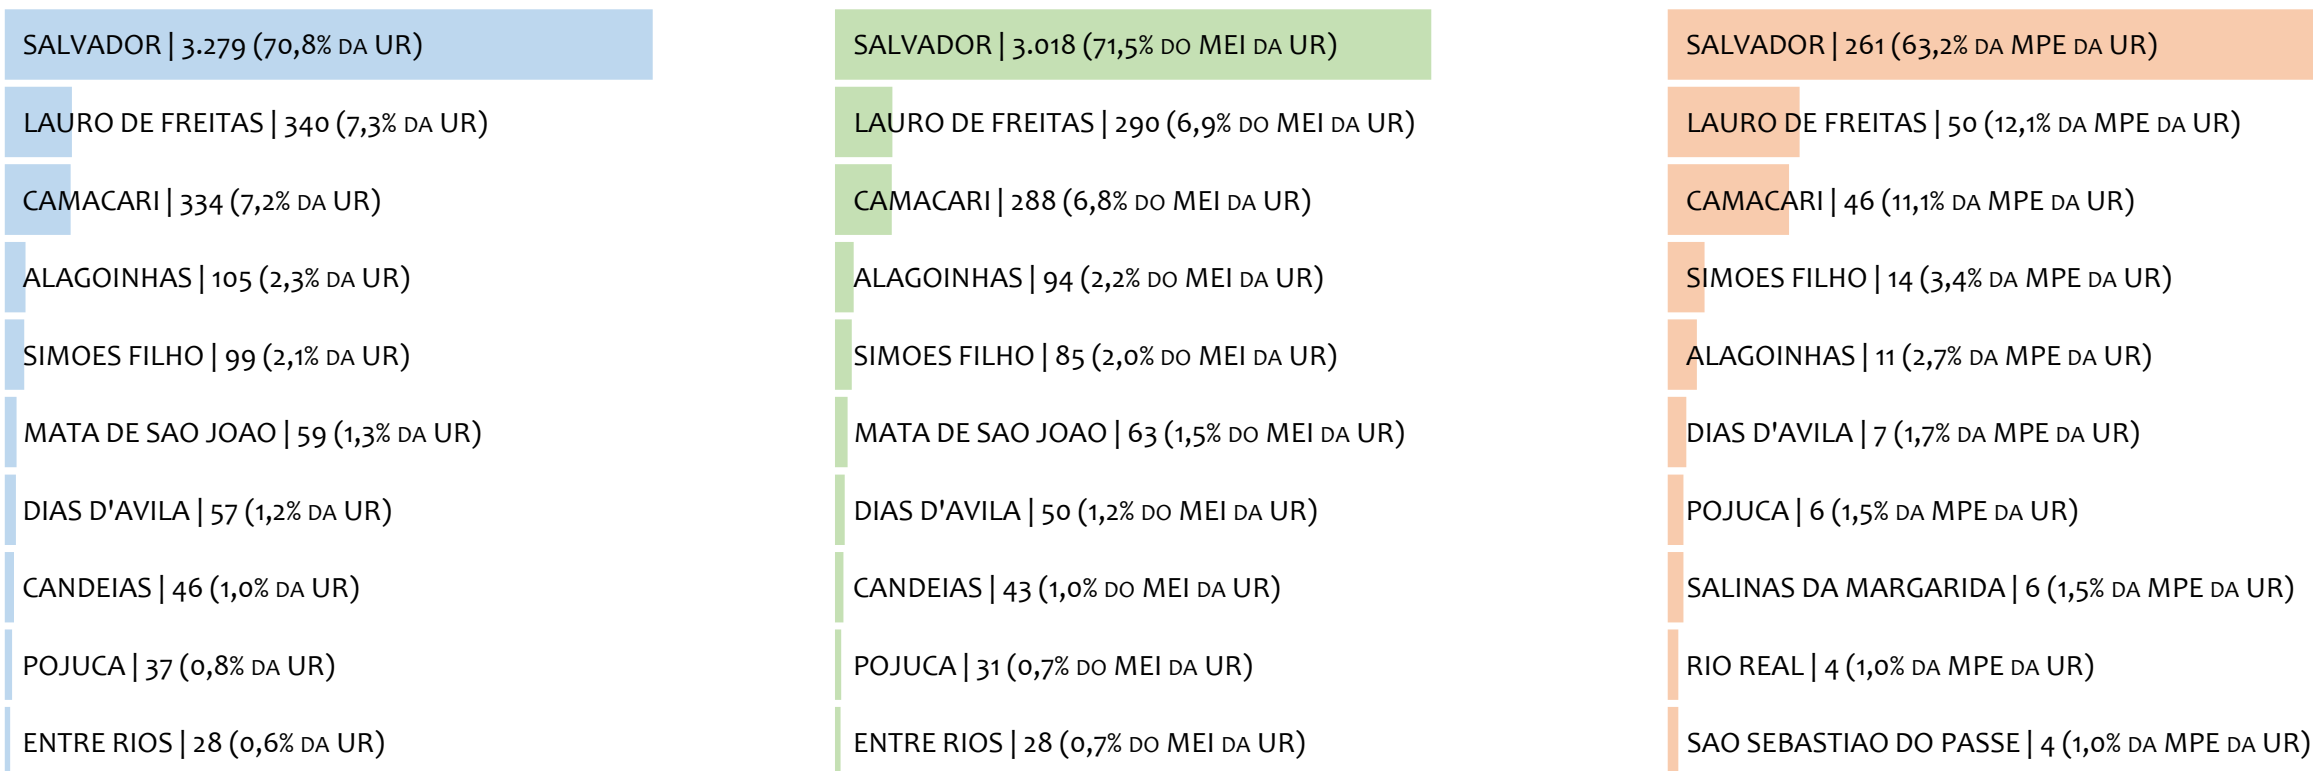 SALVADOR | 3.279 (70,8% DA UR)
LAURO DE FREITAS | 340 (7,3% DA UR)
CAMACARI | 334 (7,2% DA UR)
ALAGOINHAS | 105 (2,3% DA UR)
SIMOES FILHO | 99 (2,1% DA UR)
MATA DE SAO JOAO | 59 (1,3% DA UR)
DIAS D'AVILA | 57 (1,2% DA UR)
CANDEIAS | 46 (1,0% DA UR)
POJUCA | 37 (0,8% DA UR)
ENTRE RIOS | 28 (0,6% DA UR)
SALVADOR | 3.018 (71,5% DO MEI DA UR)
LAURO DE FREITAS | 290 (6,9% DO MEI DA UR)
CAMACARI | 288 (6,8% DO MEI DA UR)
ALAGOINHAS | 94 (2,2% DO MEI DA UR)
SIMOES FILHO | 85 (2,0% DO MEI DA UR)
MATA DE SAO JOAO | 63 (1,5% DO MEI DA UR)
DIAS D'AVILA | 50 (1,2% DO MEI DA UR)
CANDEIAS | 43 (1,0% DO MEI DA UR)
POJUCA | 31 (0,7% DO MEI DA UR)
ENTRE RIOS | 28 (0,7% DO MEI DA UR)
SALVADOR | 261 (63,2% DA MPE DA UR)
LAURO DE FREITAS | 50 (12,1% DA MPE DA UR)
CAMACARI | 46 (11,1% DA MPE DA UR)
SIMOES FILHO | 14 (3,4% DA MPE DA UR)
ALAGOINHAS | 11 (2,7% DA MPE DA UR)
DIAS D'AVILA | 7 (1,7% DA MPE DA UR)
POJUCA | 6 (1,5% DA MPE DA UR)
SALINAS DA MARGARIDA | 6 (1,5% DA MPE DA UR)
RIO REAL | 4 (1,0% DA MPE DA UR)
SAO SEBASTIAO DO PASSE | 4 (1,0% DA MPE DA UR)